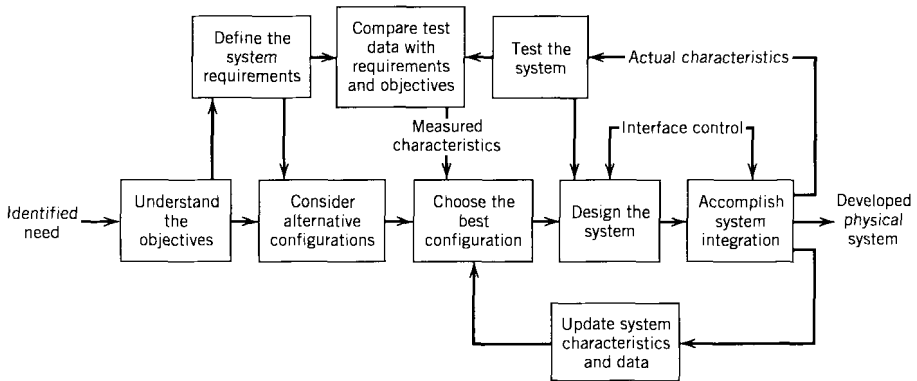 Define the
system
requirements
Compare test
data with
requirements
and objectives
Test the
system
Actual characteristics
Measured
characteristics
Interface control
Identified
need
Understand
the
objectives
Consider
alternative
configurations
Choose the
best
configuration
Design the
system
Accomplish
system
integration
Developed
physical
system
Update system
characteristics
and data